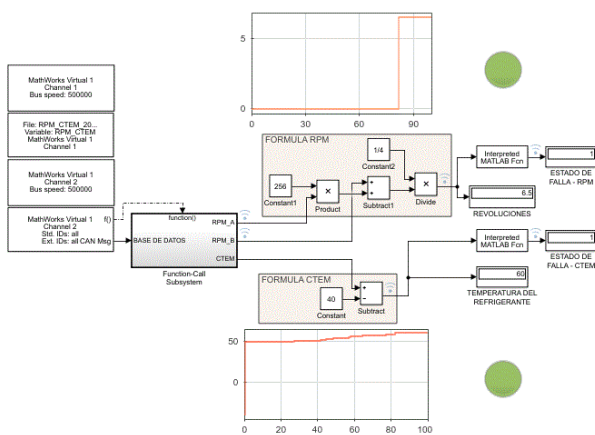 5
0
0
30
60
90
MathWorks Virtual 1
Channel 1
Bus speed: 500000
File: RPM_CTEM_20...
Variable: RPM_CTEM
MathWorks Virtual 1
Channel 1
MathWorks Virtual 1
Channel 2
Bus speed: 500000
MathWorks Virtual 1
Channel 2
Std. IDs: all
Ext. IDs: all
f()
CAN Msg
function()
BASE DE DATOS
RPM_A
RPM_B
CTEM
Function-Call
Subsystem
FORMULA RPM
1/4
Constant2
256
Constant1
×
Product
+
+
Subtract1
×
Divide
Interpreted
MATLAB Fcn
1
ESTADO DE
FALLA - RPM
6.5
REVOLUCIONES
FORMULA CTEM
40
Constant
+
−
Subtract
Interpreted
MATLAB Fcn
1
ESTADO DE
FALLA - CTEM
60
TEMPERATURA DEL
REFRIGERANTE
50
0
0
20
40
60
80
100